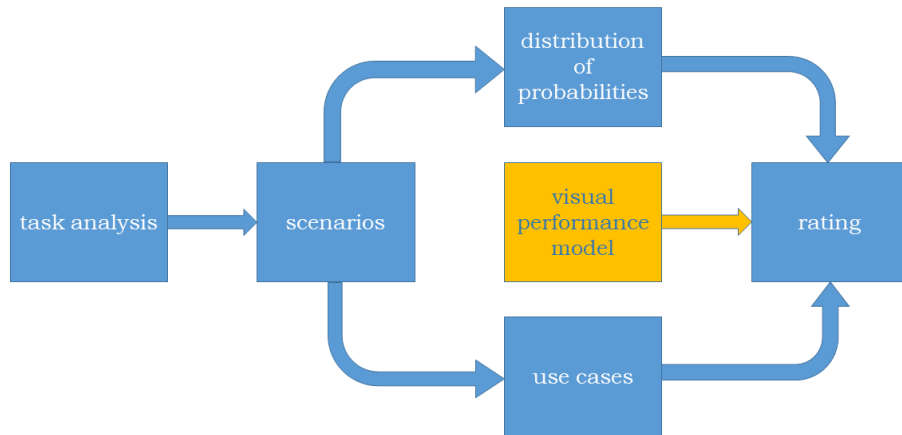 distribution
of
probabilities
task analysis
scenarios
visual
performance
model
rating
use cases